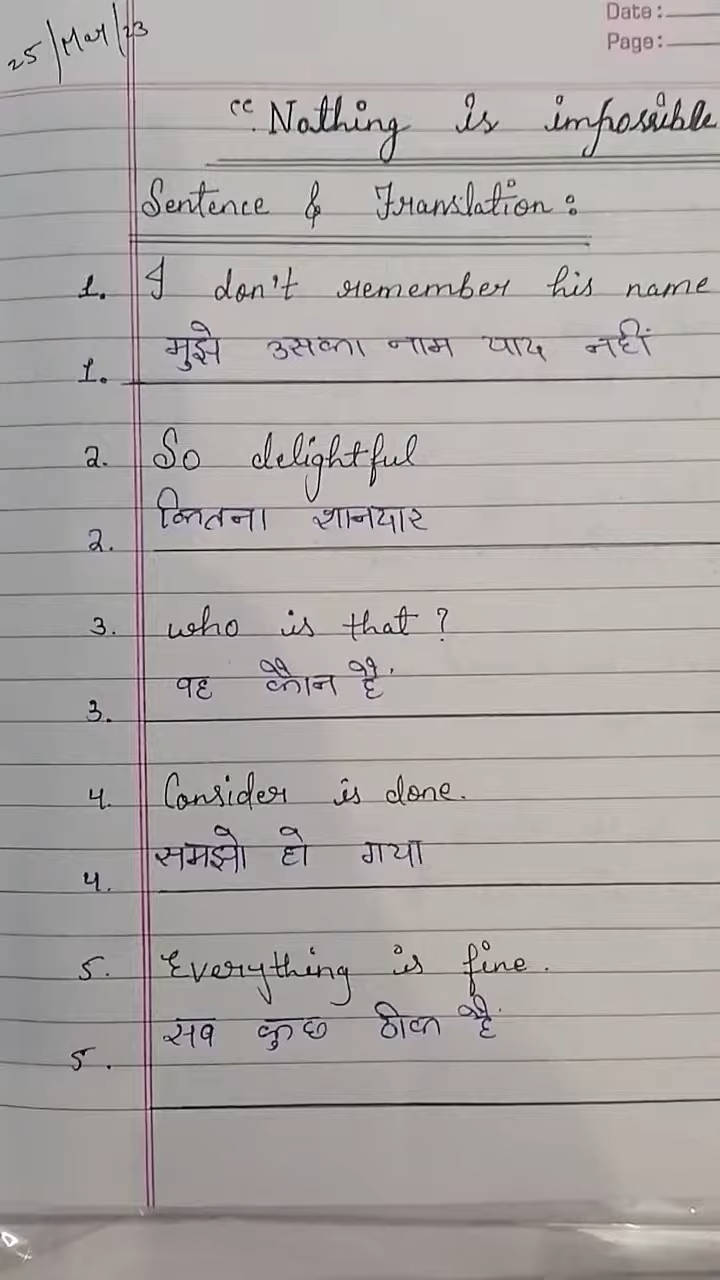 Date:
Page:
25/Mar/23
“Nothing is impossible
Sentence & Translation:
1. I don't remember his name
1. मुझे उसका नाम याद नहीं
2. So delightful
2. कितना शानदार
3. who is that?
3. वह कौन है.
4. Consider is done.
4. समझो हो गया
5. Everything is fine.
5. सब कुछ ठीक है.